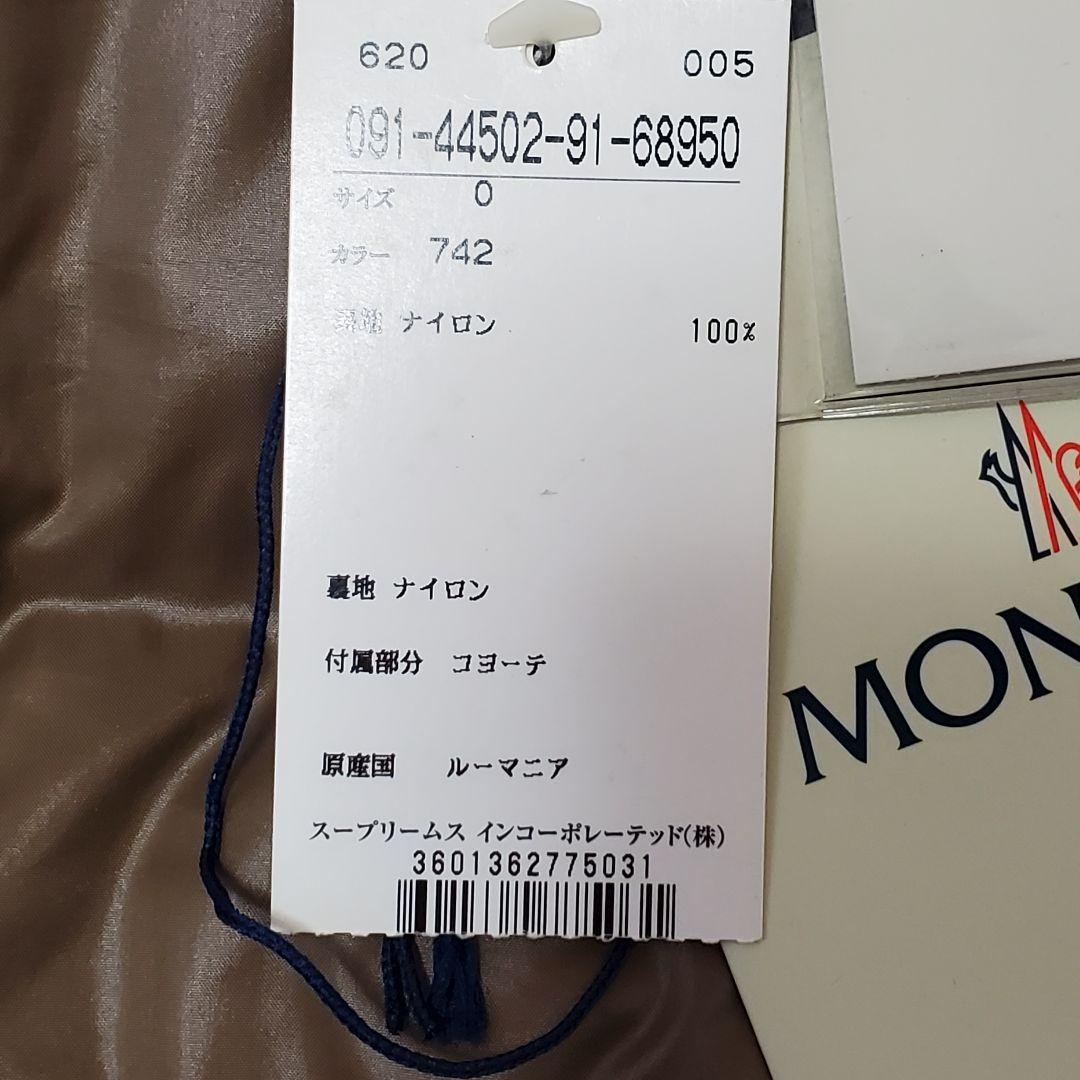 620 005
091-44502-91-68950
サイズ 0
カラー 742
表地 ナイロン 100%
裏地 ナイロン
付属部分 コヨーテ
原産国 ルーマニア
スープリームス インコーポレーテッド(株)
3601362775031
MON